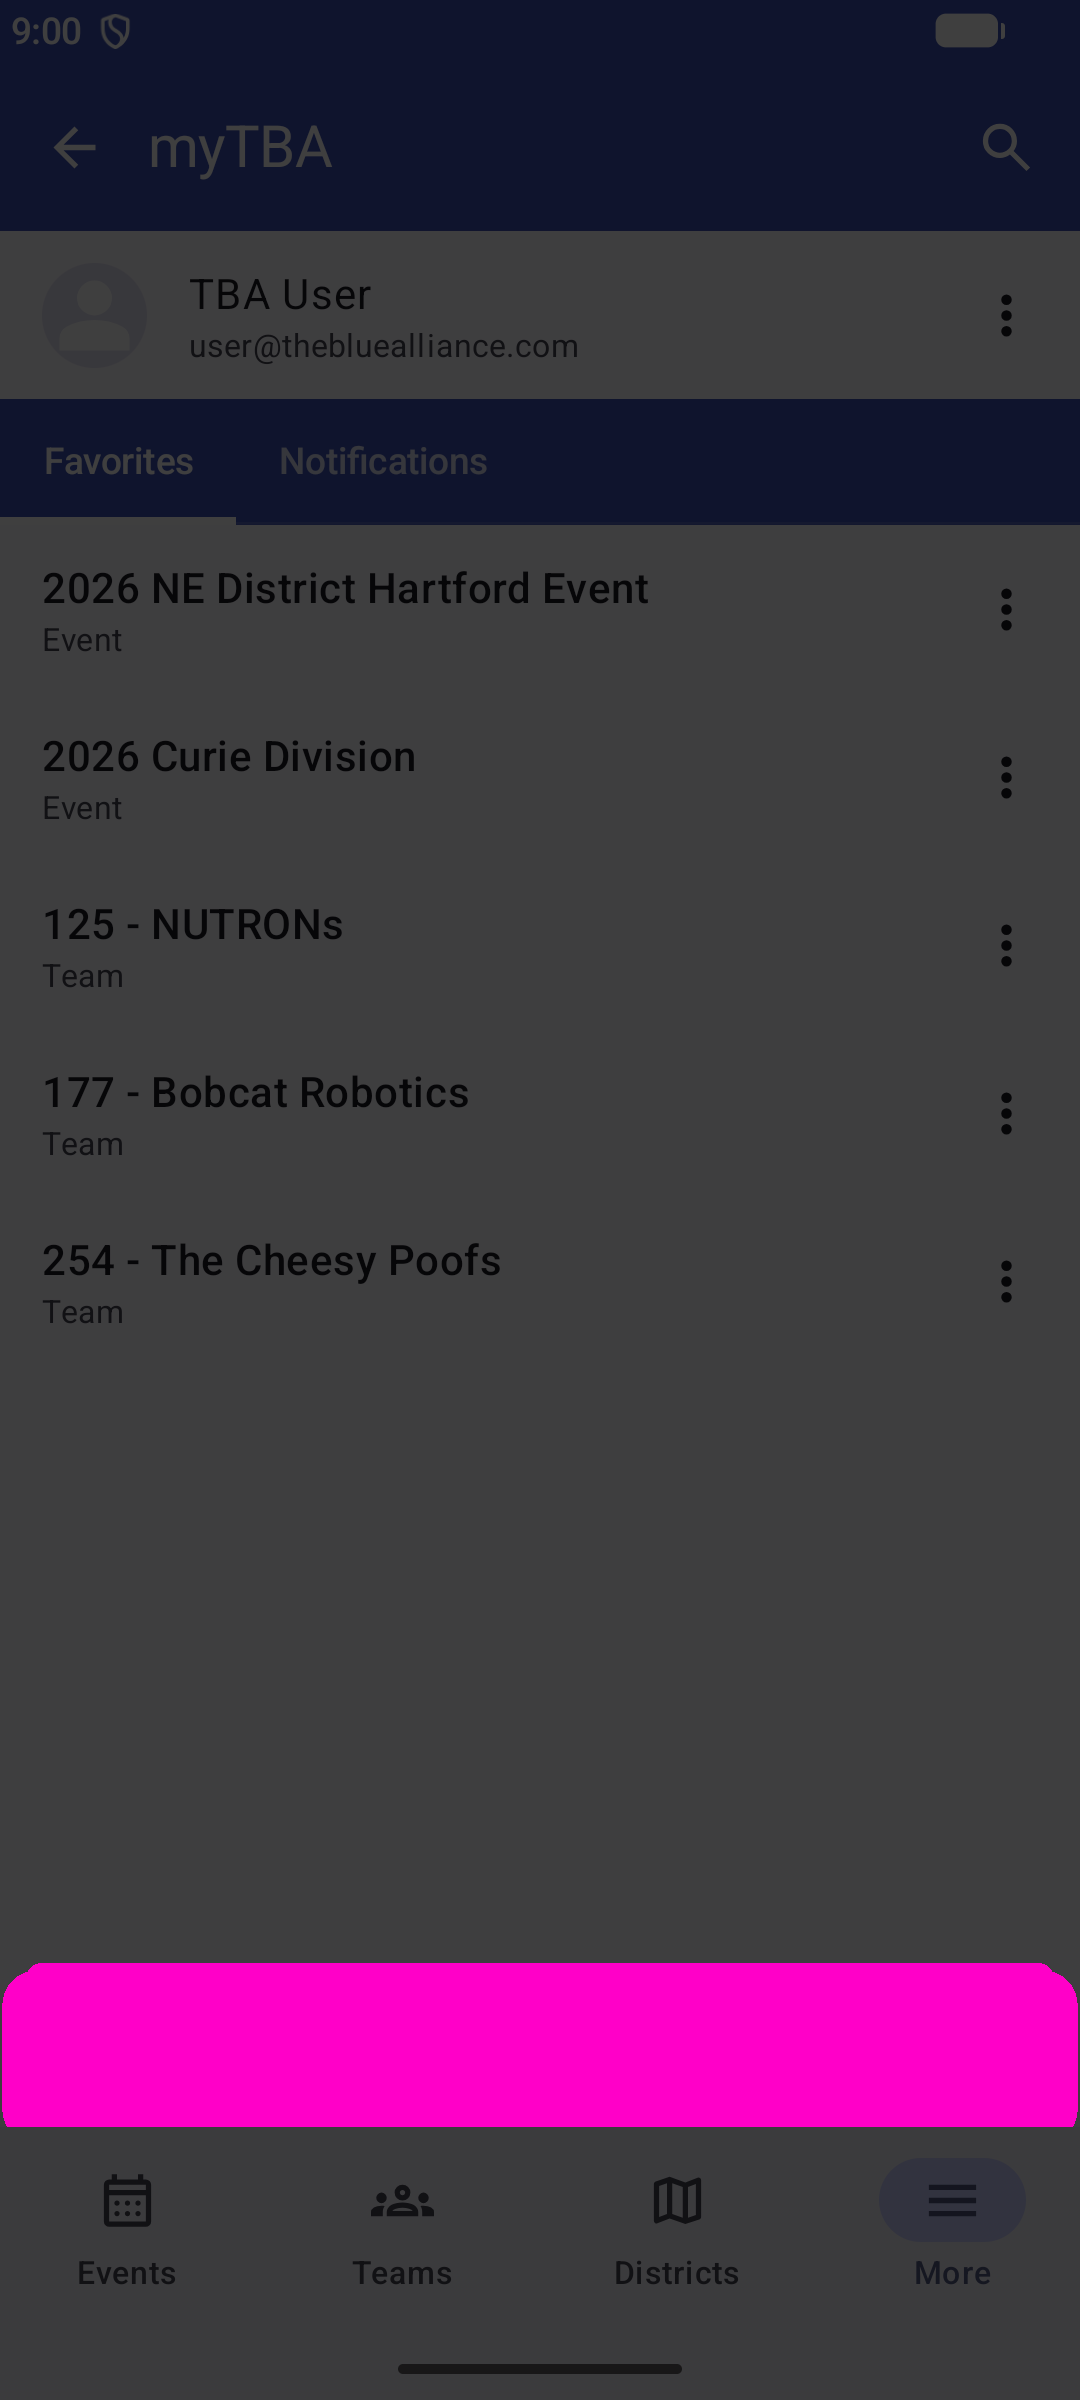 9:00
myTBA
TBA User
user@thebluealliance.com
Favorites
Notifications
2026 NE District Hartford Event
Event
2026 Curie Division
Event
125 - NUTRONs
Team
177 - Bobcat Robotics
Team
254 - The Cheesy Poofs
Team
Events
Teams
Districts
More